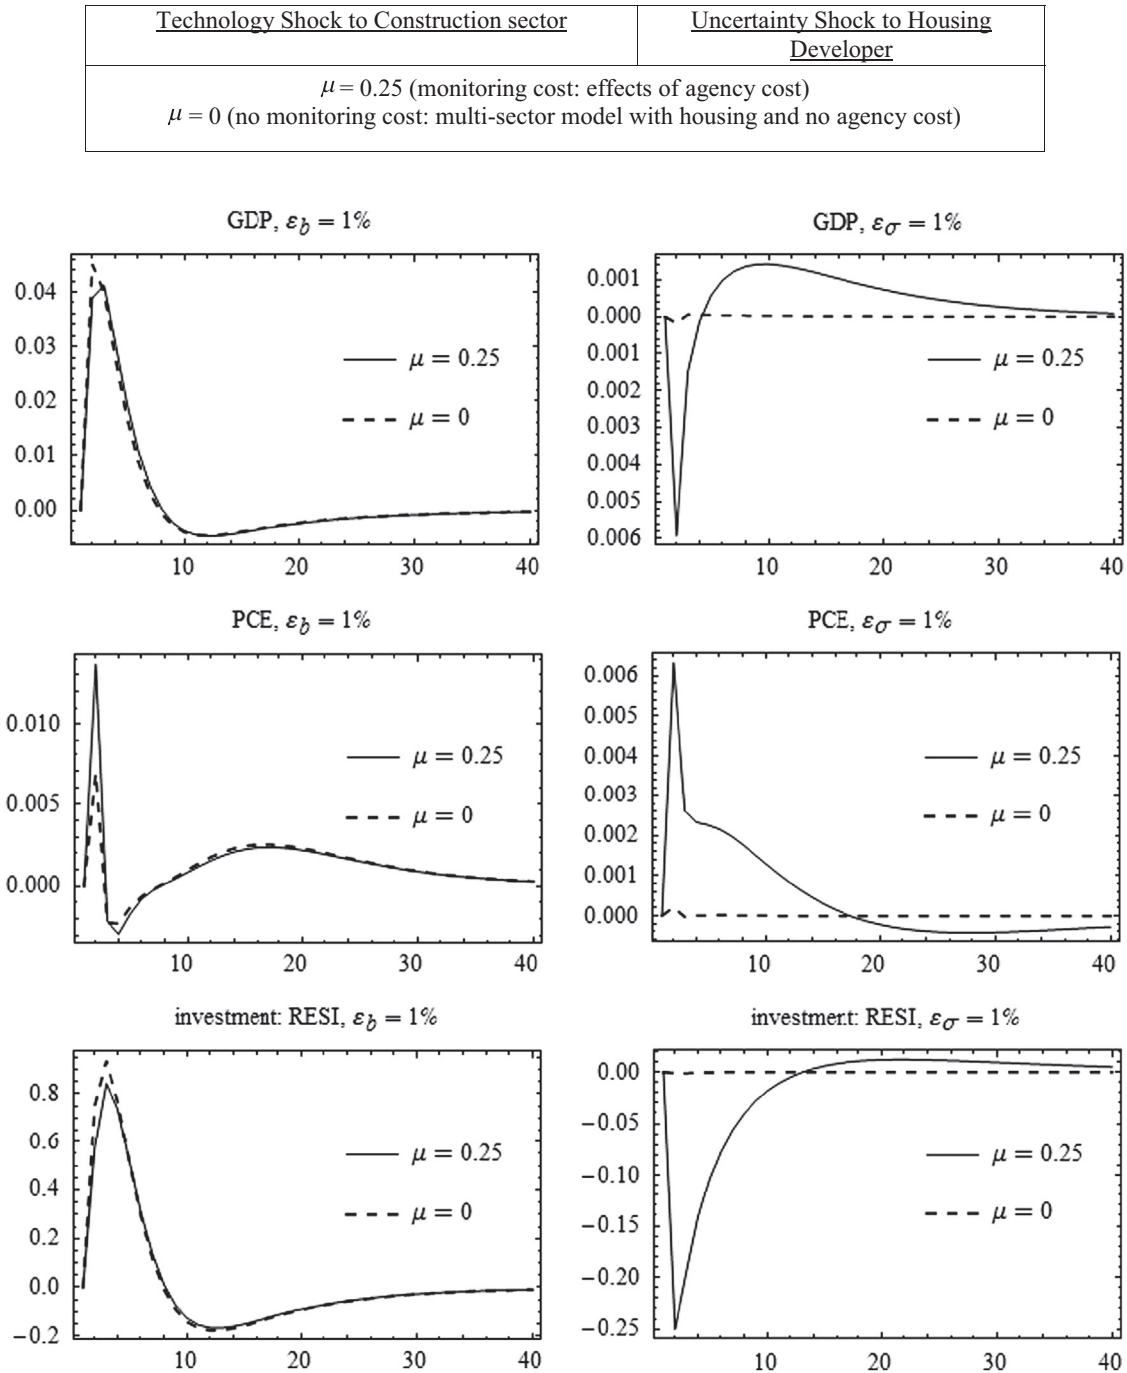 Technology Shock to Construction sector
Uncertainty Shock to Housing
Developer
μ = 0.25 (monitoring cost: effects of agency cost)
μ = 0 (no monitoring cost: multi-sector model with housing and no agency cost)
GDP, ε_b = 1%
0.04
0.03
0.02
0.01
0.00
μ = 0.25
μ = 0
10 20 30 40
GDP, ε_σ = 1%
0.001
0.000
0.001
0.002
0.003
0.004
0.005
0.006
μ = 0.25
μ = 0
10 20 30 40
PCE, ε_b = 1%
0.010
0.005
0.000
μ = 0.25
μ = 0
10 20 30 40
PCE, ε_σ = 1%
0.006
0.005
0.004
0.003
0.002
0.001
0.000
μ = 0.25
μ = 0
10 20 30 40
investment: RESI, ε_b = 1%
0.8
0.6
0.4
0.2
0.0
−0.2
μ = 0.25
μ = 0
10 20 30 40
investment: RESI, ε_σ = 1%
0.00
−0.05
−0.10
−0.15
−0.20
−0.25
μ = 0.25
μ = 0
10 20 30 40